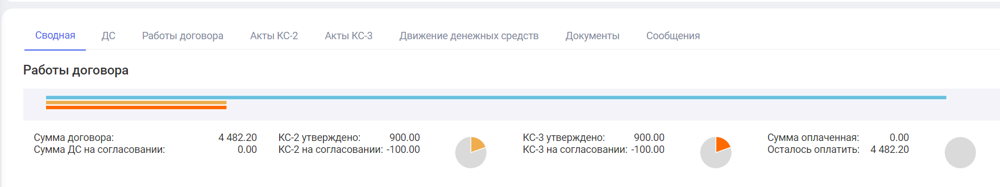 Сводная ДС Работы договора Акты КС-2 Акты КС-3 Движение денежных средств Документы Сообщения
Работы договора
Сумма договора: 4 482.20 КС-2 утверждено: 900.00 КС-3 утверждено: 900.00 Сумма оплаченная: 0.00
Сумма ДС на согласовании: 0.00 КС-2 на согласовании: -100.00 КС-3 на согласовании: -100.00 Осталось оплатить: 4 482.20